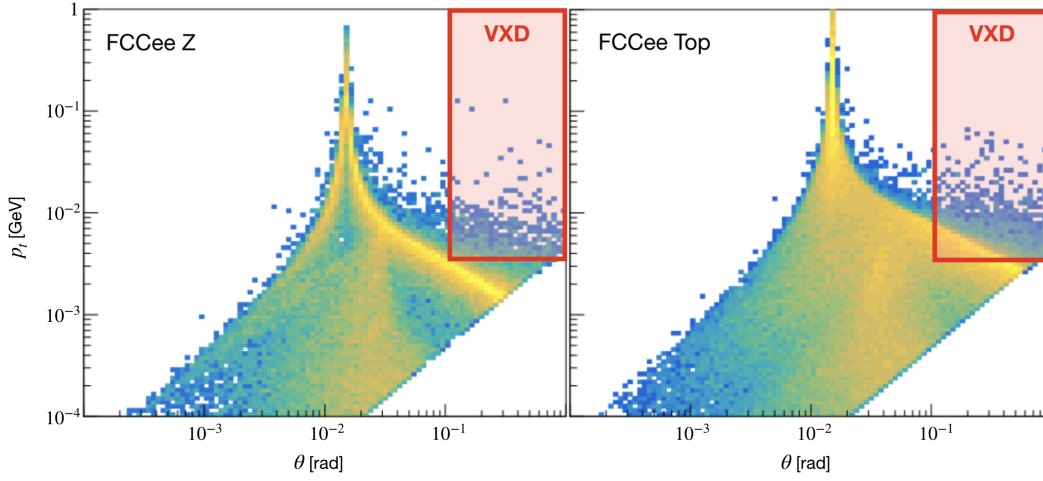 FCCee Z
VXD
FCCee Top
VXD
1
10⁻¹
10⁻²
10⁻³
10⁻⁴
pₜ [GeV]
10⁻³
10⁻²
10⁻¹
θ [rad]
10⁻³
10⁻²
10⁻¹
θ [rad]